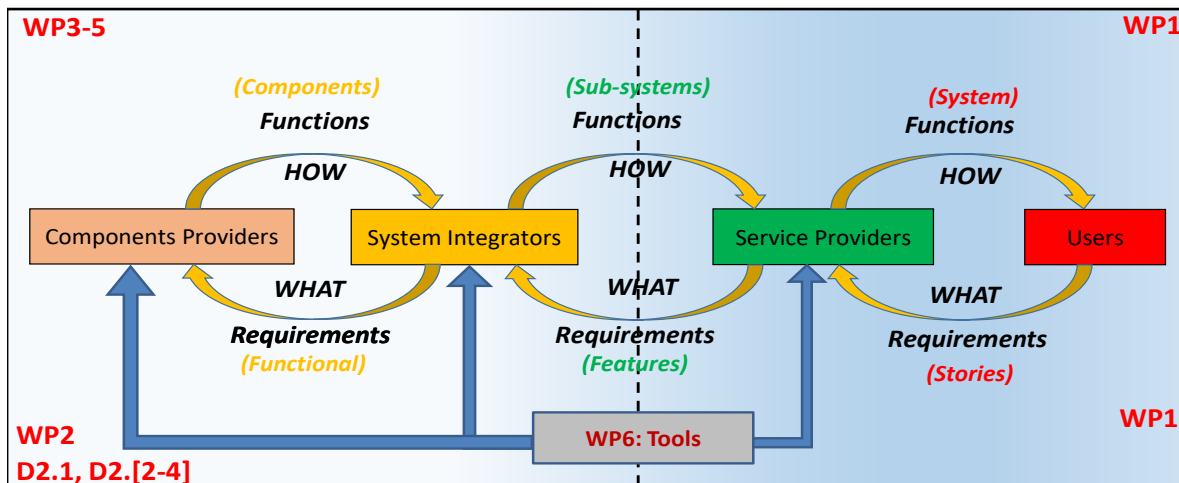 WP3-5
WP1
(Components)
(Sub-systems)
(System)
Functions
Functions
Functions
HOW
HOW
HOW
Components Providers
System Integrators
Service Providers
Users
WHAT
WHAT
WHAT
Requirements
Requirements
Requirements
(Functional)
(Features)
(Stories)
WP2
WP6: Tools
WP1
D2.1, D2.[2-4]